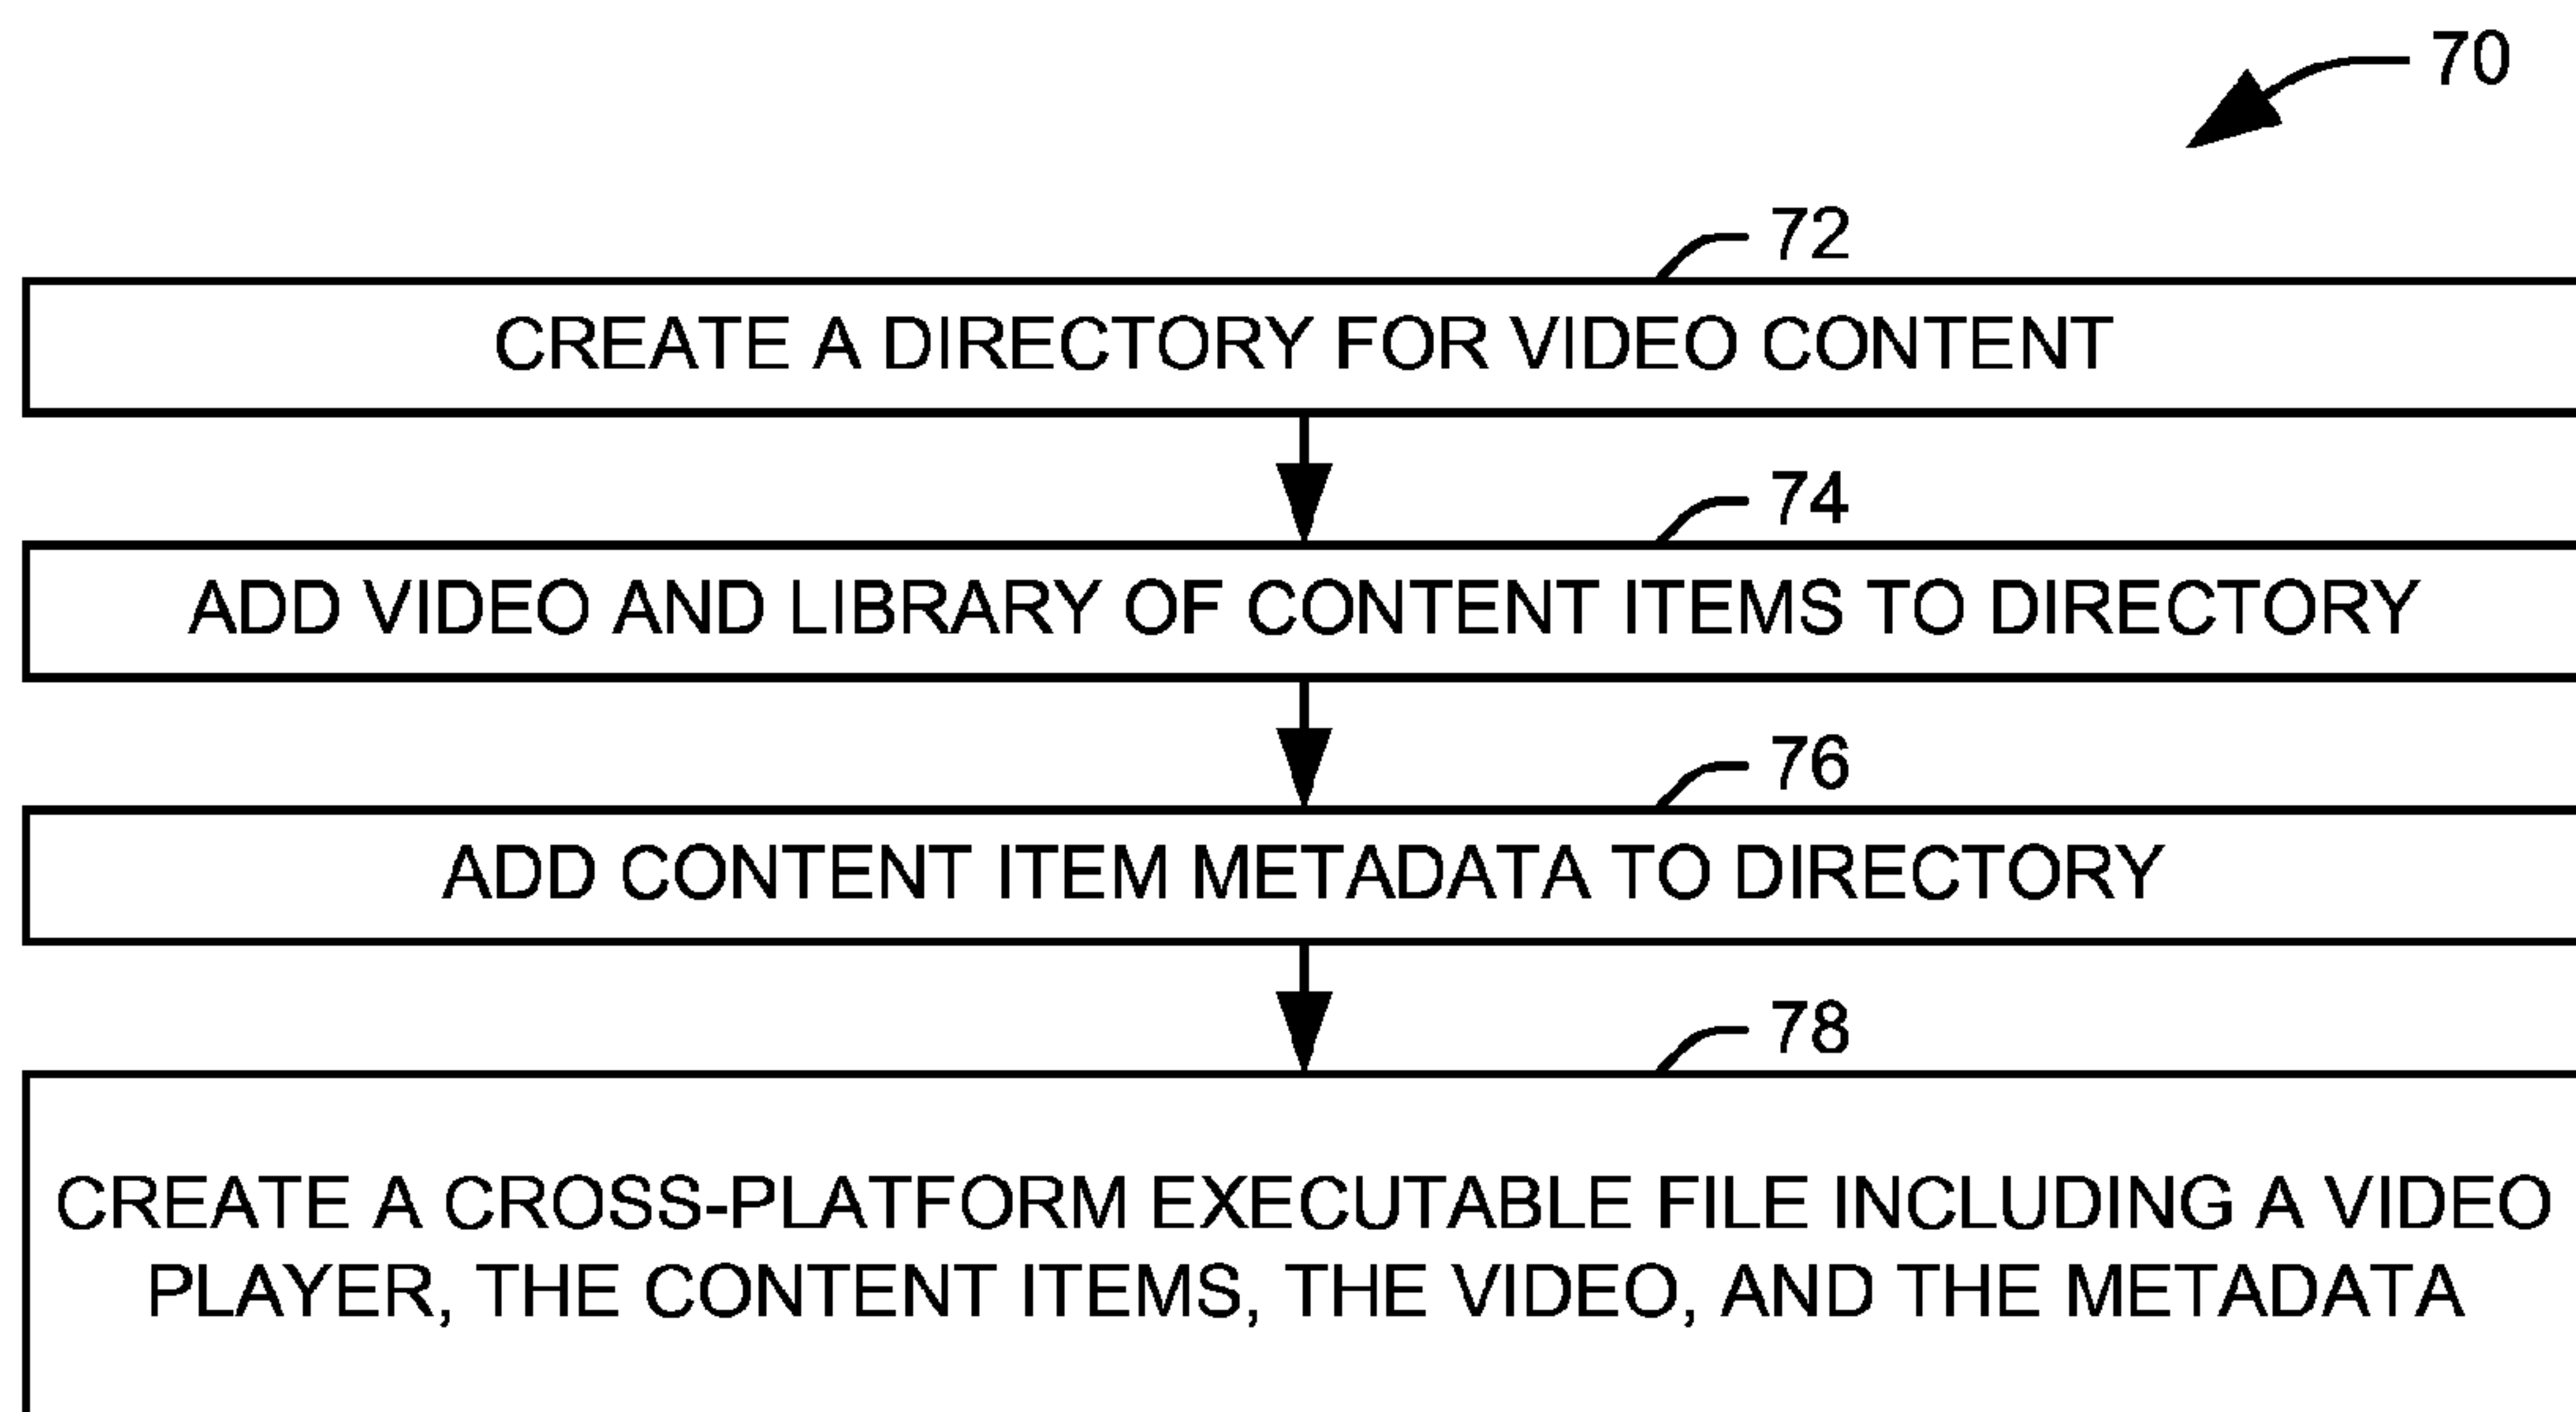 70
72
CREATE A DIRECTORY FOR VIDEO CONTENT
74
ADD VIDEO AND LIBRARY OF CONTENT ITEMS TO DIRECTORY
76
ADD CONTENT ITEM METADATA TO DIRECTORY
78
CREATE A CROSS-PLATFORM EXECUTABLE FILE INCLUDING A VIDEO
PLAYER, THE CONTENT ITEMS, THE VIDEO, AND THE METADATA